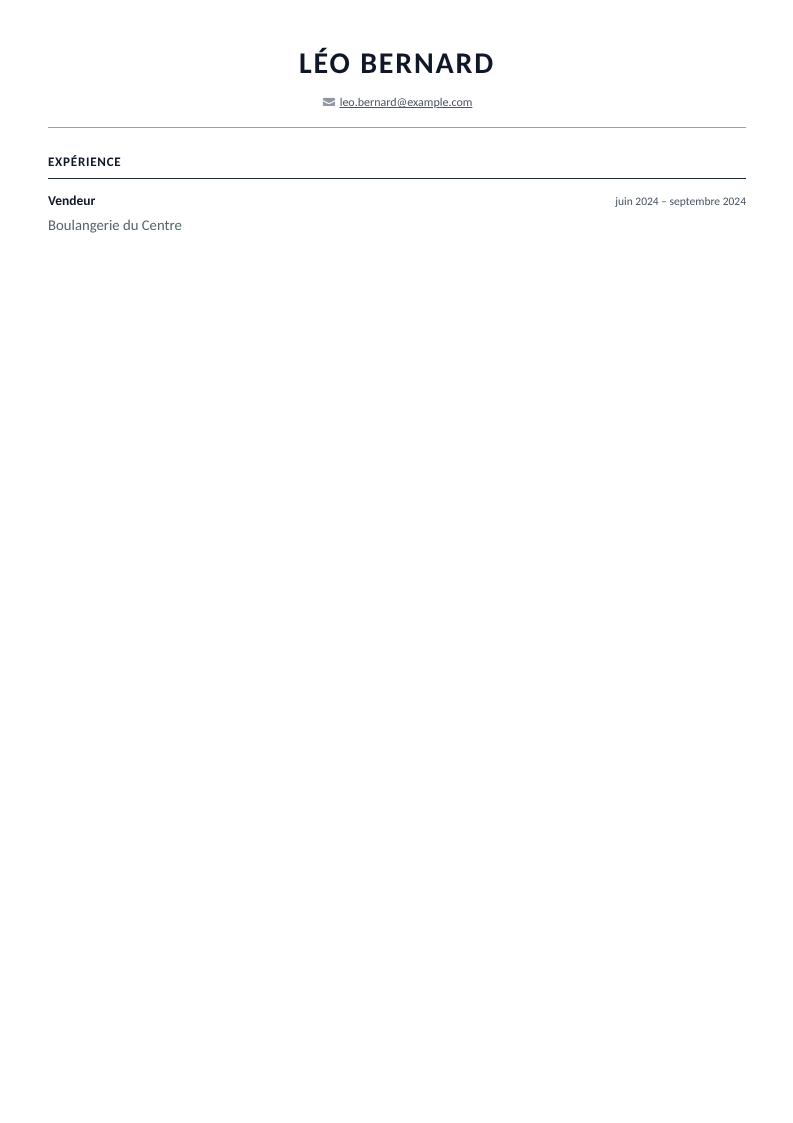 LÉO BERNARD
leo.bernard@example.com
EXPÉRIENCE
Vendeur juin 2024 – septembre 2024
Boulangerie du Centre